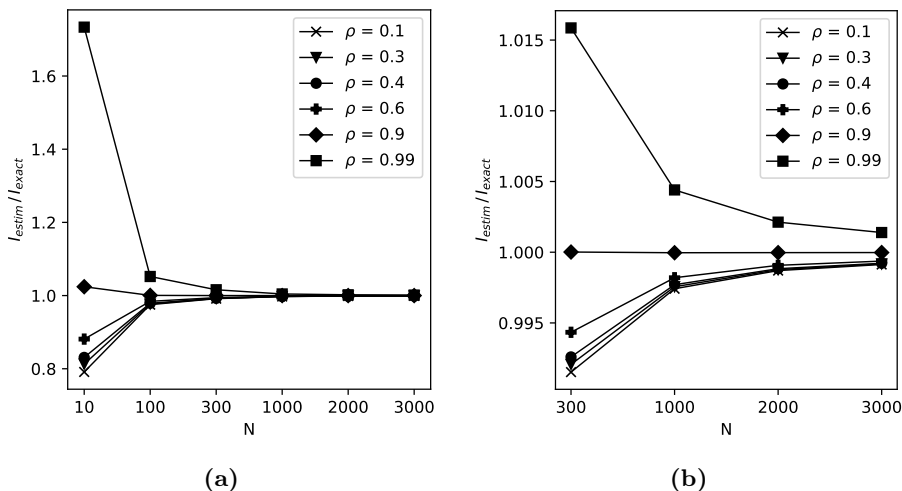 1.6
1.4
1.2
1.0
0.8
I_estim / I_exact
10 100 300 1000 2000 3000
N
ρ = 0.1
ρ = 0.3
ρ = 0.4
ρ = 0.6
ρ = 0.9
ρ = 0.99
(a)
1.015
1.010
1.005
1.000
0.995
I_estim / I_exact
300 1000 2000 3000
N
ρ = 0.1
ρ = 0.3
ρ = 0.4
ρ = 0.6
ρ = 0.9
ρ = 0.99
(b)